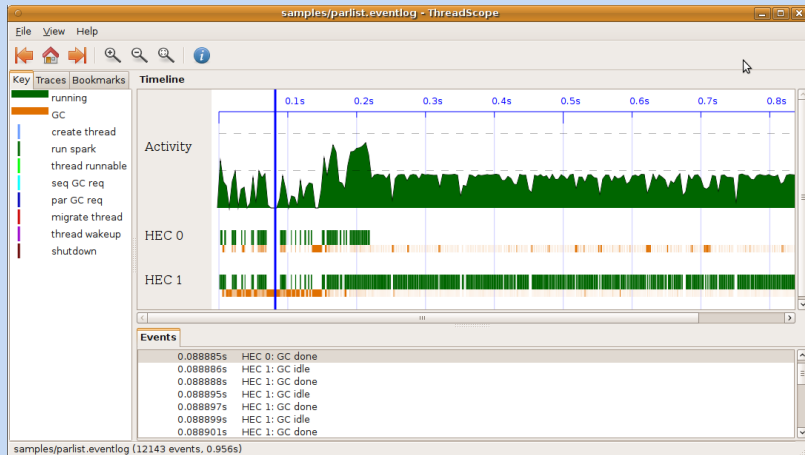 samples/parlist.eventlog - ThreadScope
File View Help
Key Traces Bookmarks
running
GC
create thread
run spark
thread runnable
seq GC req
par GC req
migrate thread
thread wakeup
shutdown
Timeline
0.1s 0.2s 0.3s 0.4s 0.5s 0.6s 0.7s 0.8s
Activity
HEC 0
HEC 1
Events
0.088885s HEC 0: GC done
0.088886s HEC 1: GC idle
0.088888s HEC 1: GC done
0.088895s HEC 1: GC idle
0.088897s HEC 1: GC done
0.088899s HEC 1: GC idle
0.088901s HEC 1: GC done
samples/parlist.eventlog (12143 events, 0.956s)